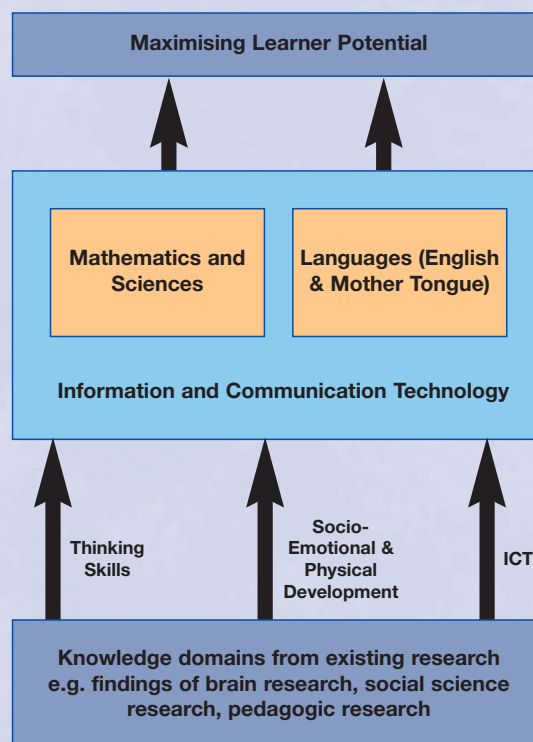 Maximising Learner Potential
Mathematics and
Sciences
Languages (English
& Mother Tongue)
Information and Communication Technology
Thinking
Skills
Socio-
Emotional &
Physical
Development
ICT
Knowledge domains from existing research
e.g. findings of brain research, social science
research, pedagogic research